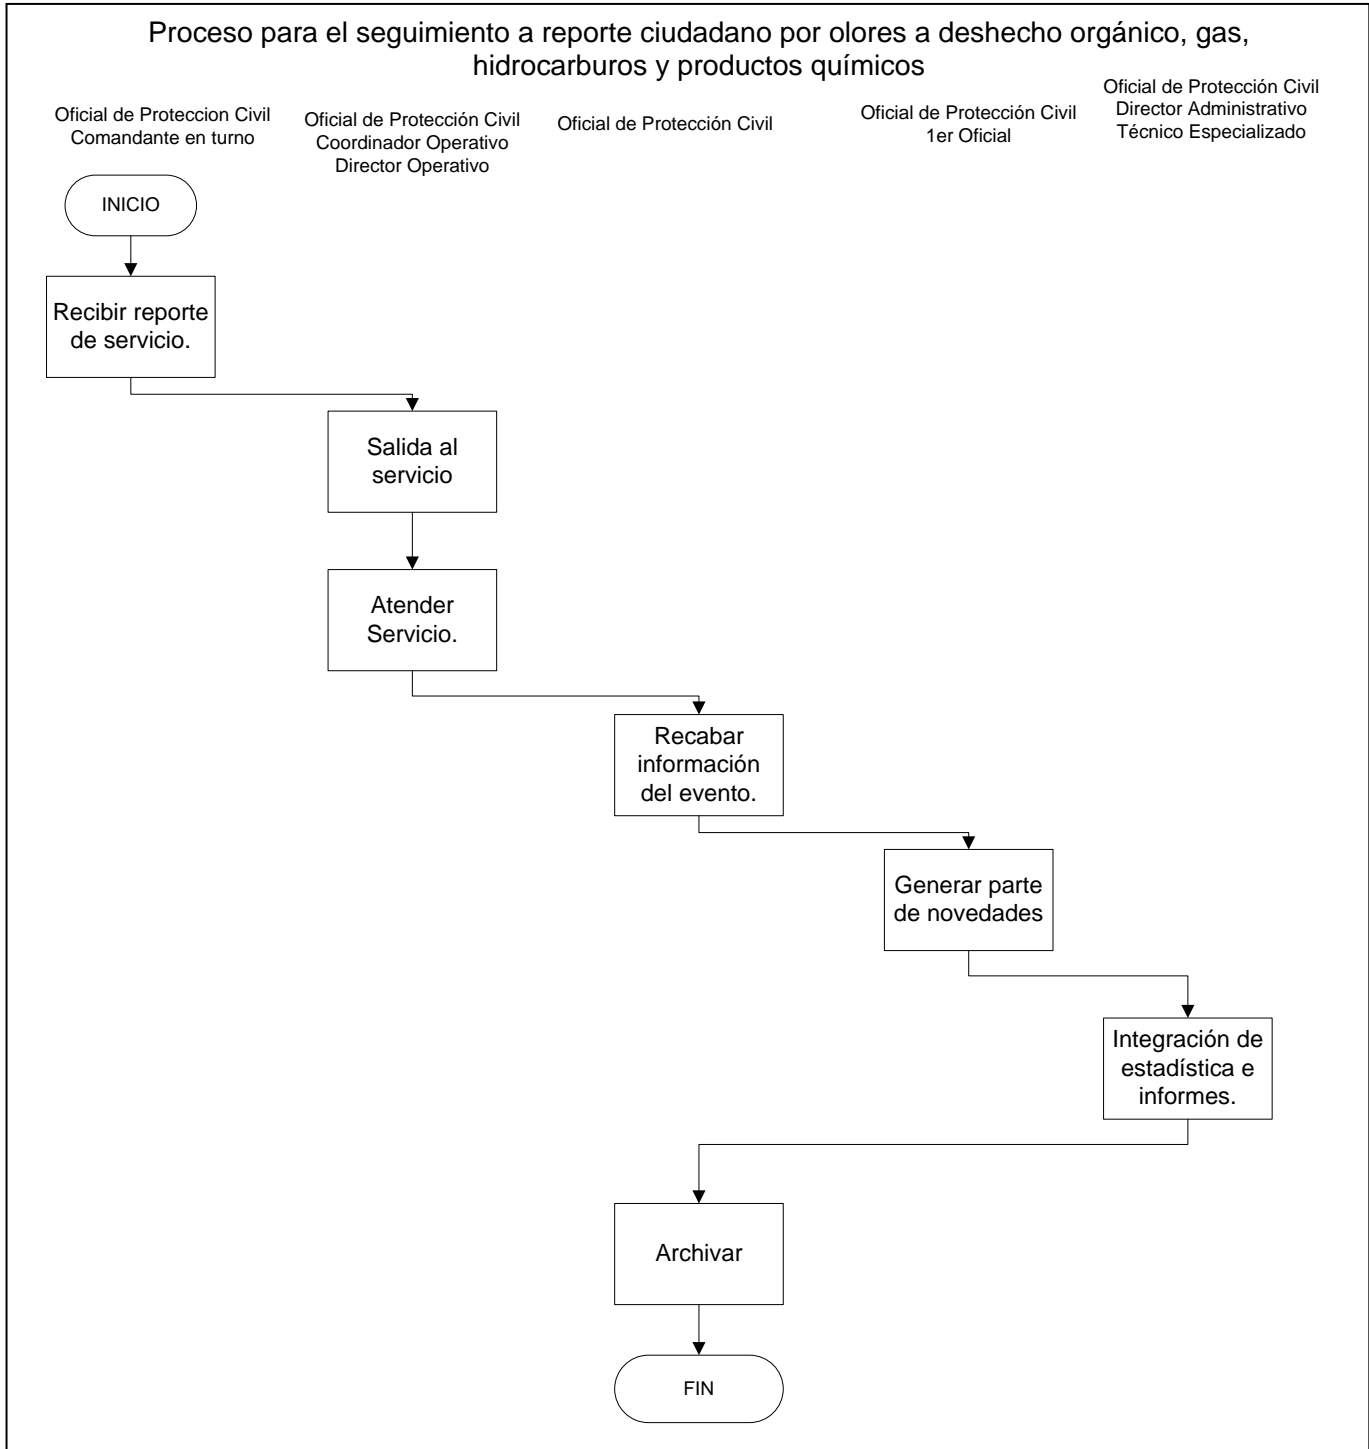 Proceso para el seguimiento a reporte ciudadano por olores a deshecho orgánico, gas,
hidrocarburos y productos químicos
Oficial de Proteccion Civil
Comandante en turno
Oficial de Protección Civil
Coordinador Operativo
Director Operativo
Oficial de Protección Civil
Oficial de Protección Civil
1er Oficial
Oficial de Protección Civil
Director Administrativo
Técnico Especializado
INICIO
Recibir reporte
de servicio.
Salida al
servicio
Atender
Servicio.
Recabar
información
del evento.
Generar parte
de novedades
Integración de
estadística e
informes.
Archivar
FIN